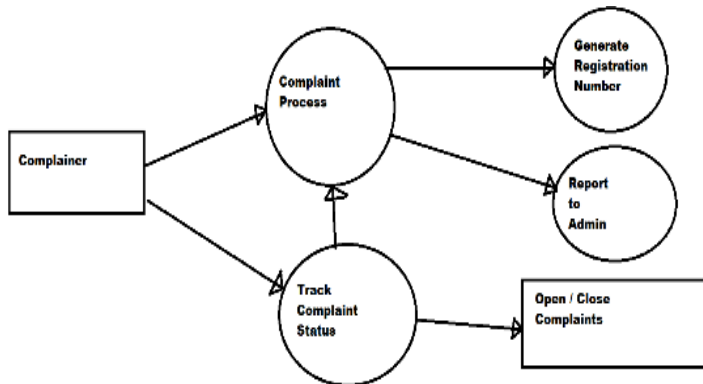 Generate
Registration
Number
Complaint
Process
Complainer
Report
to
Admin
Track
Complaint
Status
Open / Close
Complaints